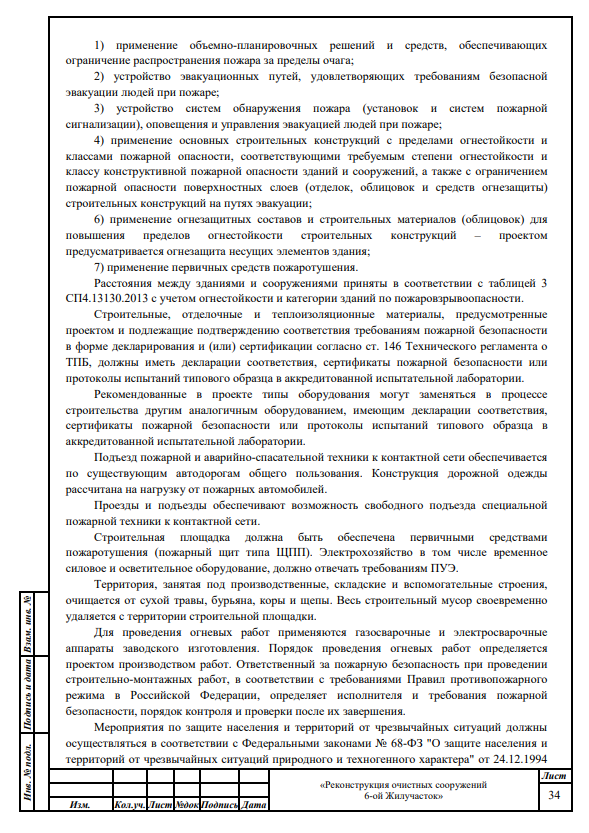 1) применение объемно-планировочных решений и средств, обеспечивающих
ограничение распространения пожара за пределы очага;
2) устройство эвакуационных путей, удовлетворяющих требованиям безопасной
эвакуации людей при пожаре;
3) устройство систем обнаружения пожара (установок и систем пожарной
сигнализации), оповещения и управления эвакуацией людей при пожаре;
4) применение основных строительных конструкций с пределами огнестойкости и
классами пожарной опасности, соответствующими требуемым степени огнестойкости и
классу конструктивной пожарной опасности зданий и сооружений, а также с ограничением
пожарной опасности поверхностных слоев (отделок, облицовок и средств огнезащиты)
строительных конструкций на путях эвакуации;
6) применение огнезащитных составов и строительных материалов (облицовок) для
повышения пределов огнестойкости строительных конструкций – проектом
предусматривается огнезащита несущих элементов здания;
7) применение первичных средств пожаротушения.
Расстояния между зданиями и сооружениями приняты в соответствии с таблицей 3
СП4.13130.2013 с учетом огнестойкости и категории зданий по пожаровзрывоопасности.
Строительные, отделочные и теплоизоляционные материалы, предусмотренные
проектом и подлежащие подтверждению соответствия требованиям пожарной безопасности
в форме декларирования и (или) сертификации согласно ст. 146 Технического регламента о
ТПБ, должны иметь декларации соответствия, сертификаты пожарной безопасности или
протоколы испытаний типового образца в аккредитованной испытательной лаборатории.
Рекомендованные в проекте типы оборудования могут заменяться в процессе
строительства другим аналогичным оборудованием, имеющим декларации соответствия,
сертификаты пожарной безопасности или протоколы испытаний типового образца в
аккредитованной испытательной лаборатории.
Подъезд пожарной и аварийно-спасательной техники к контактной сети обеспечивается
по существующим автодорогам общего пользования. Конструкция дорожной одежды
рассчитана на нагрузку от пожарных автомобилей.
Проезды и подъезды обеспечивают возможность свободного подъезда специальной
пожарной техники к контактной сети.
Строительная площадка должна быть обеспечена первичными средствами
пожаротушения (пожарный щит типа ЩПП). Электрохозяйство в том числе временное
силовое и осветительное оборудование, должно отвечать требованиям ПУЭ.
Территория, занятая под производственные, складские и вспомогательные строения,
очищается от сухой травы, бурьяна, коры и щепы. Весь строительный мусор своевременно
удаляется с территории строительной площадки.
Для проведения огневых работ применяются газосварочные и электросварочные
аппараты заводского изготовления. Порядок проведения огневых работ определяется
проектом производством работ. Ответственный за пожарную безопасность при проведении
строительно-монтажных работ, в соответствии с требованиями Правил противопожарного
режима в Российской Федерации, определяет исполнителя и требования пожарной
безопасности, порядок контроля и проверки после их завершения.
Мероприятия по защите населения и территорий от чрезвычайных ситуаций должны
осуществляться в соответствии с Федеральными законами № 68-ФЗ "О защите населения и
территорий от чрезвычайных ситуаций природного и техногенного характера" от 24.12.1994
Взам. инв. №
Подпись и дата
Инв. № подл.
Изм. Кол.уч. Лист №док Подпись Дата
«Реконструкция очистных сооружений
6-ой Жилучасток»
Лист
34